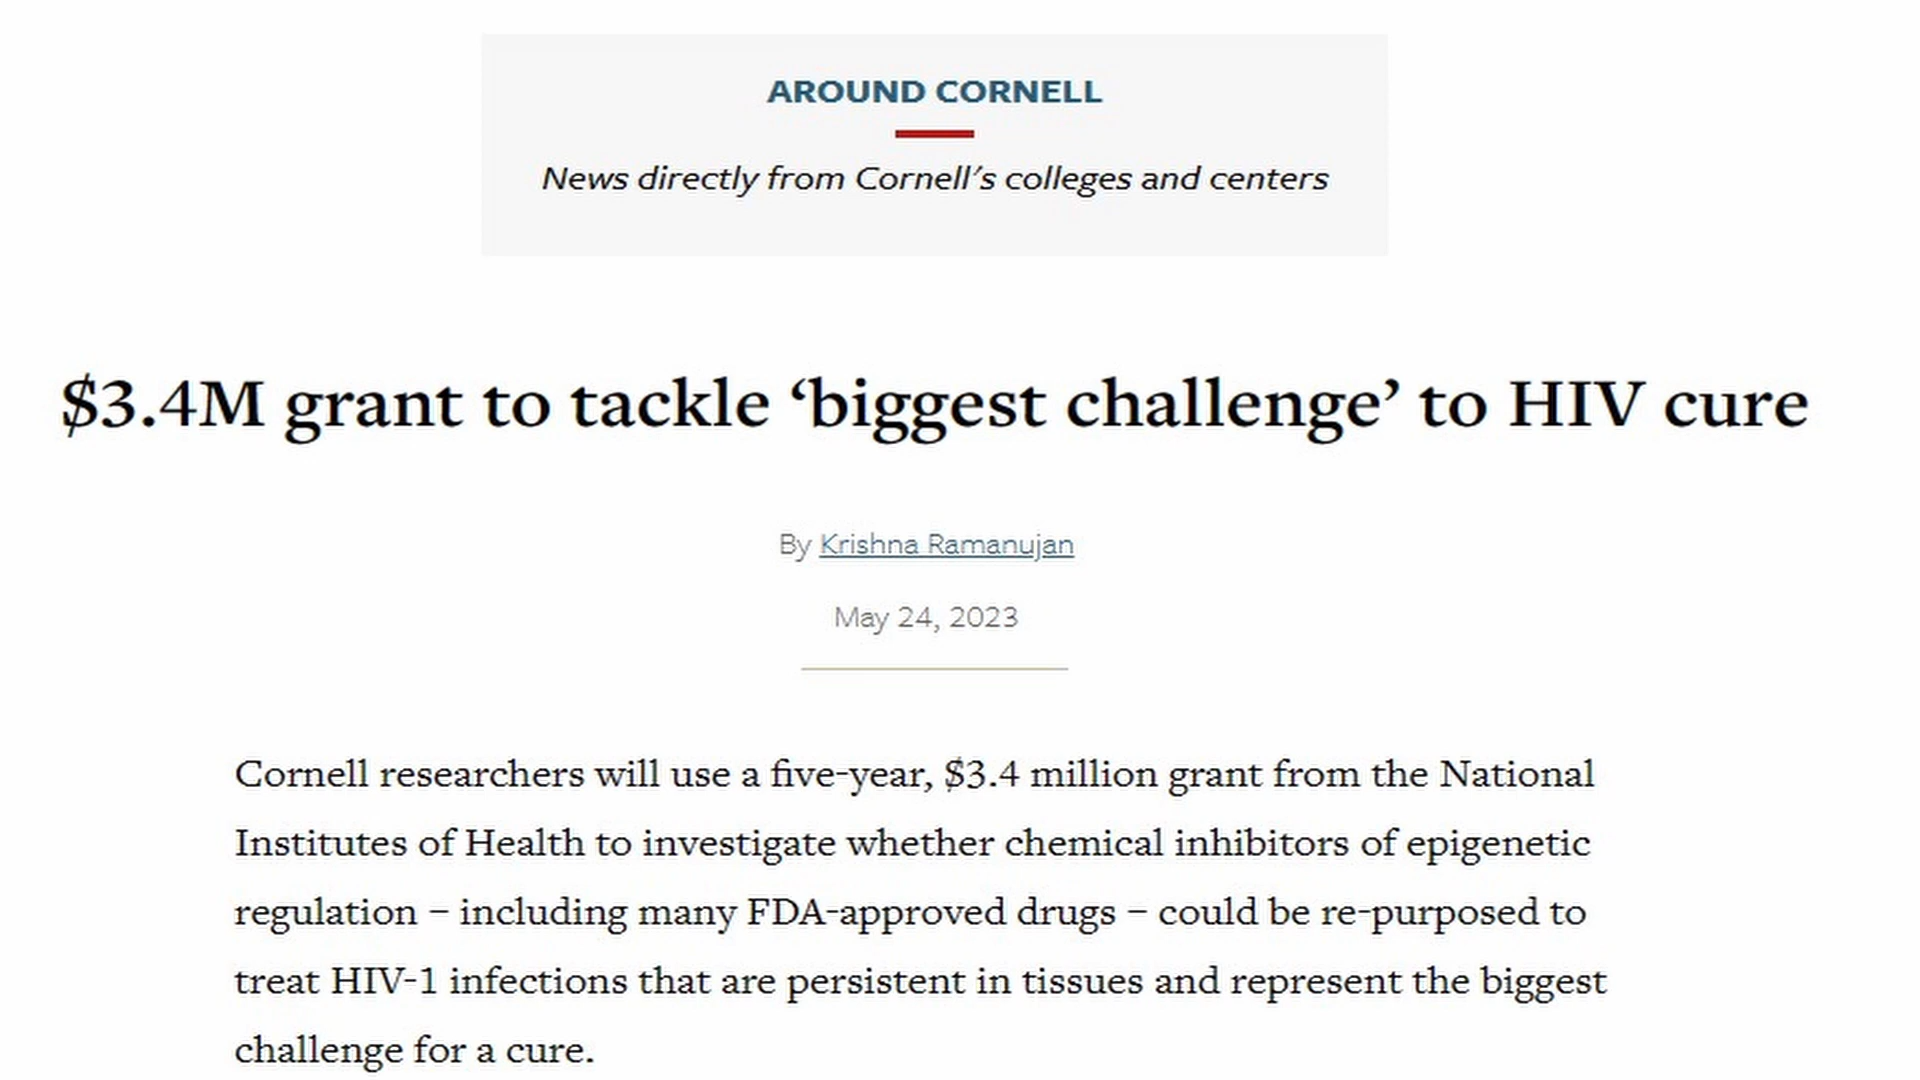 AROUND CORNELL
News directly from Cornell's colleges and centers
$3.4M grant to tackle ‘biggest challenge’ to HIV cure
By Krishna Ramanujan
May 24, 2023
Cornell researchers will use a five-year, $3.4 million grant from the National
Institutes of Health to investigate whether chemical inhibitors of epigenetic
regulation – including many FDA-approved drugs – could be re-purposed to
treat HIV-1 infections that are persistent in tissues and represent the biggest
challenge for a cure.